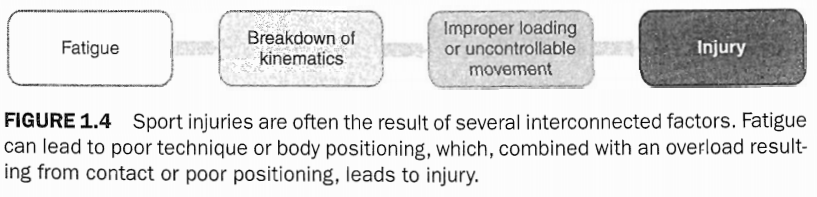 Fatigue
Breakdown of
kinematics
Improper loading
or uncontrollable
movement
Injury
FIGURE 1.4 Sport injuries are often the result of several interconnected factors. Fatigue
can lead to poor technique or body positioning, which, combined with an overload result-
ing from contact or poor positioning, leads to injury.